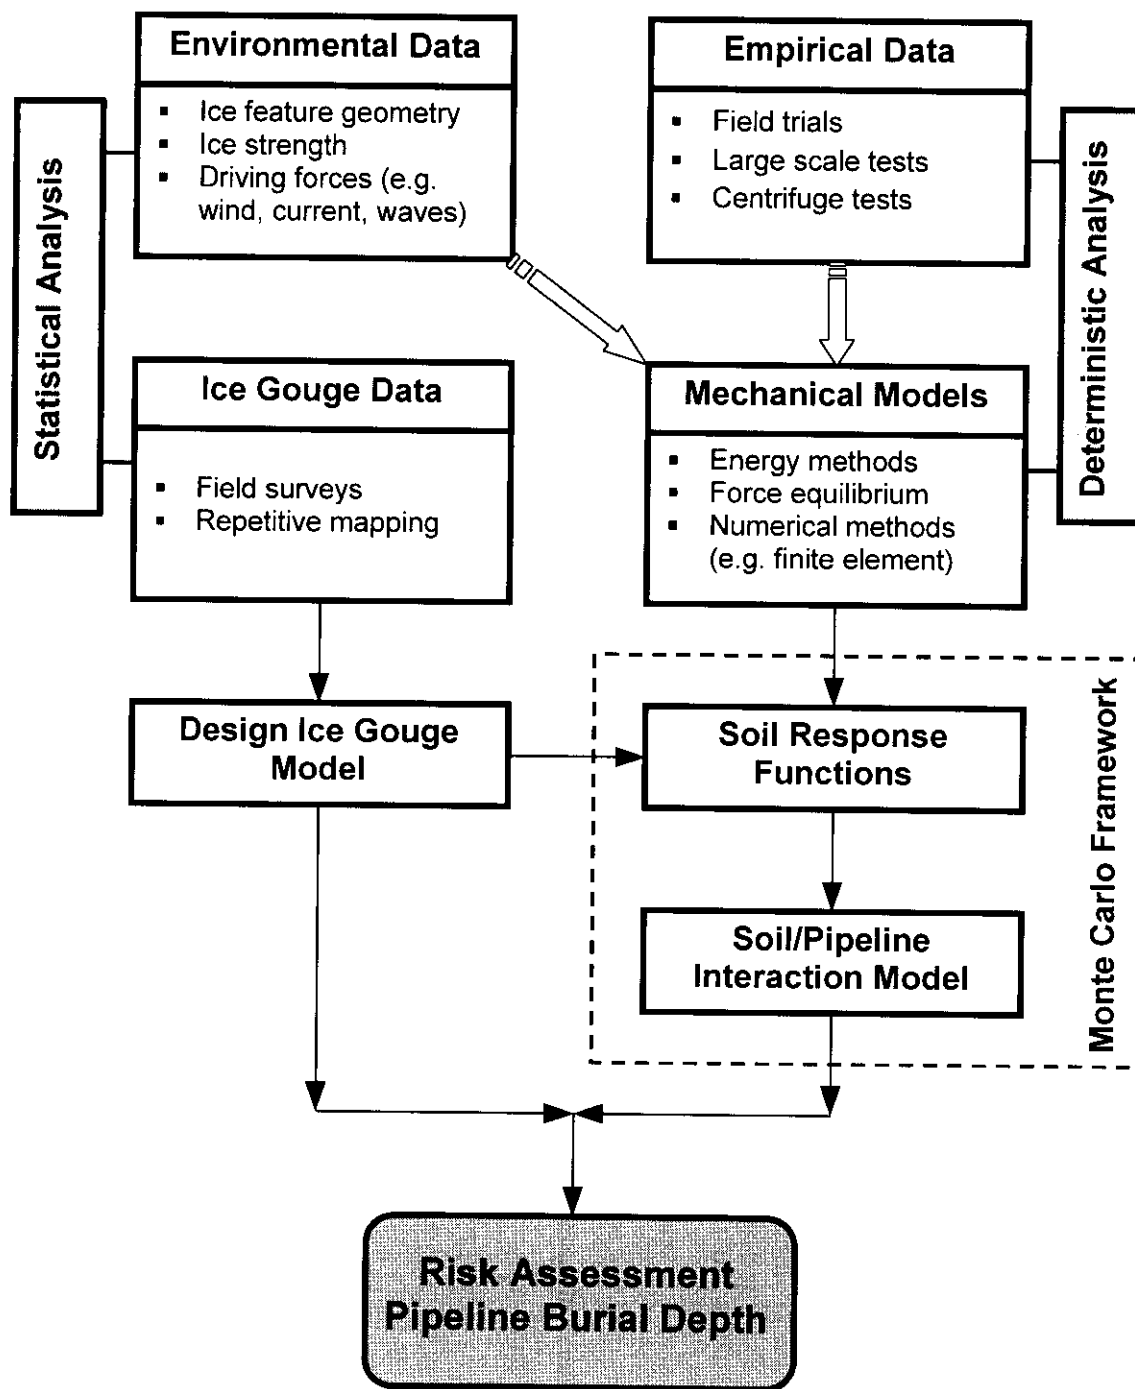 Environmental Data
▪ Ice feature geometry
▪ Ice strength
▪ Driving forces (e.g.
wind, current, waves)
Empirical Data
▪ Field trials
▪ Large scale tests
▪ Centrifuge tests
Statistical Analysis
Deterministic Analysis
Ice Gouge Data
▪ Field surveys
▪ Repetitive mapping
Mechanical Models
▪ Energy methods
▪ Force equilibrium
▪ Numerical methods
(e.g. finite element)
Design Ice Gouge
Model
Soil Response
Functions
Soil/Pipeline
Interaction Model
Monte Carlo Framework
Risk Assessment
Pipeline Burial Depth